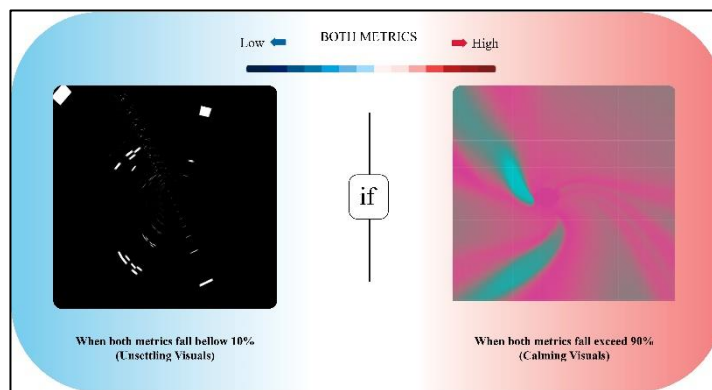 BOTH METRICS
Low
High
if
When both metrics fall bellow 10%
(Unsettling Visuals)
When both metrics fall exceed 90%
(Calming Visuals)